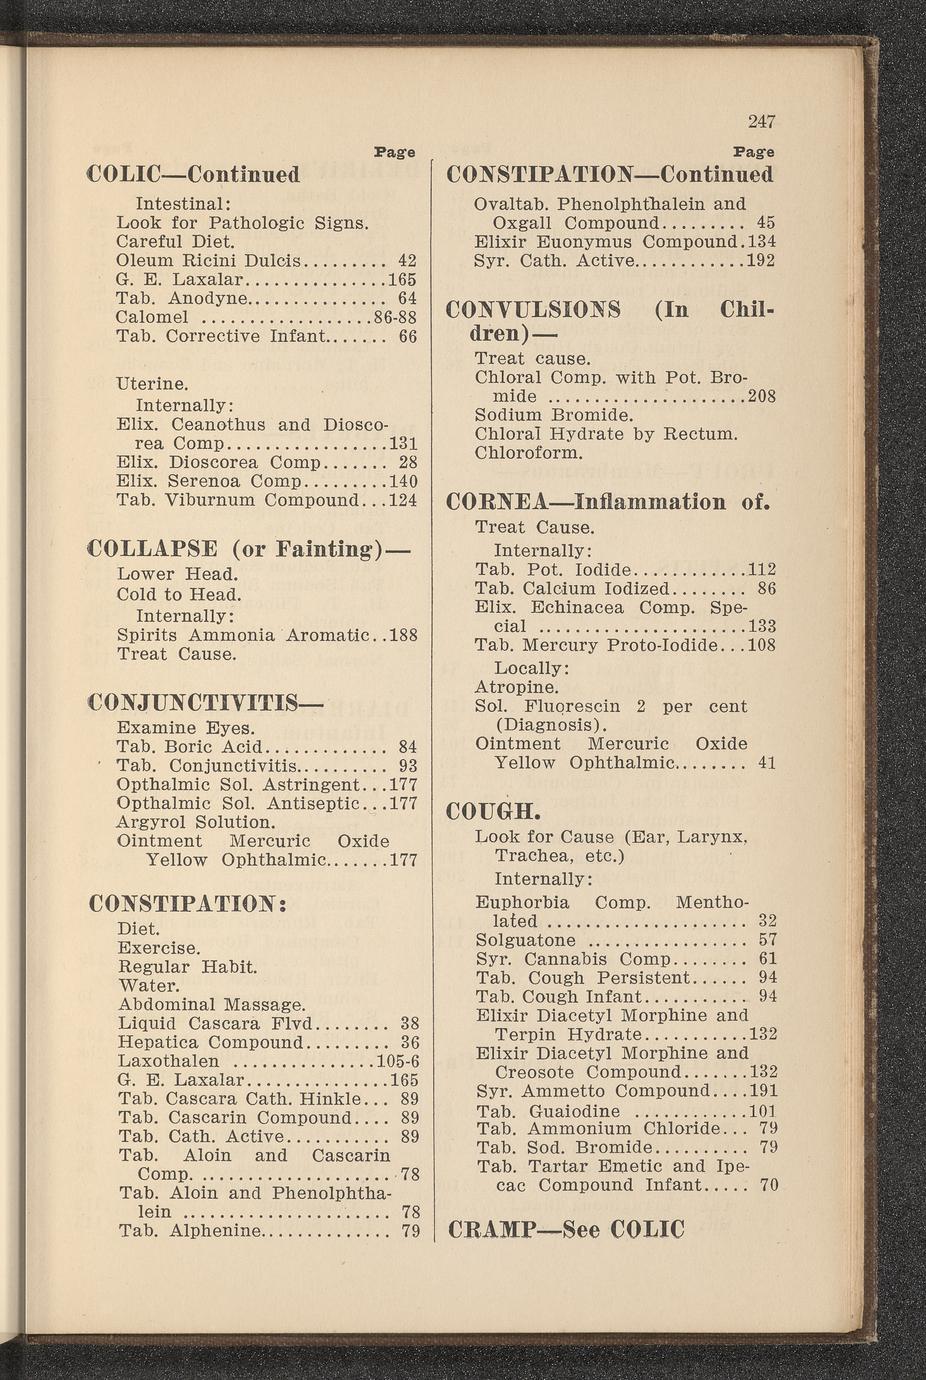 247
Page
COLIC—Continued
Intestinal:
Look for Pathologic Signs.
Careful Diet.
Oleum Ricini Dulcis......... 42
G. E. Laxalar...............165
Tab. Anodyne.............. 64
Calomel .................86-88
Tab. Corrective Infant....... 66
Uterine.
Internally:
Elix. Ceanothus and Diosco-
rea Comp................131
Elix. Dioscorea Comp....... 28
Elix. Serenoa Comp.........140
Tab. Viburnum Compound...124
COLLAPSE (or Fainting)—
Lower Head.
Cold to Head.
Internally:
Spirits Ammonia Aromatic..188
Treat Cause.
CONJUNCTIVITIS—
Examine Eyes.
Tab. Boric Acid............. 84
Tab. Conjunctivitis.......... 93
Opthalmic Sol. Astringent...177
Opthalmic Sol. Antiseptic...177
Argyrol Solution.
Ointment Mercuric Oxide
Yellow Ophthalmic.......177
CONSTIPATION:
Diet.
Exercise.
Regular Habit.
Water.
Abdominal Massage.
Liquid Cascara Flvd........ 38
Hepatica Compound......... 36
Laxothalen ...............105-6
G. E. Laxalar...............165
Tab. Cascara Cath. Hinkle... 89
Tab. Cascarin Compound.... 89
Tab. Cath. Active........... 89
Tab. Aloin and Cascarin
Comp. .................... 78
Tab. Aloin and Phenolphtha-
lein ...................... 78
Tab. Alphenine.............. 79
Page
CONSTIPATION—Continued
Ovaltab. Phenolphthalein and
Oxgall Compound......... 45
Elixir Euonymus Compound.134
Syr. Cath. Active............192
CONVULSIONS (In Chil-
dren)—
Treat cause.
Chloral Comp. with Pot. Bro-
mide .....................208
Sodium Bromide.
Chloral Hydrate by Rectum.
Chloroform.
CORNEA—Inflammation of.
Treat Cause.
Internally:
Tab. Pot. Iodide............112
Tab. Calcium Iodized........ 86
Elix. Echinacea Comp. Spe-
cial ......................133
Tab. Mercury Proto-Iodide...108
Locally:
Atropine.
Sol. Fluorescin 2 per cent
(Diagnosis).
Ointment Mercuric Oxide
Yellow Ophthalmic........ 41
COUGH.
Look for Cause (Ear, Larynx,
Trachea, etc.)
Internally:
Euphorbia Comp. Mentho-
lated ..................... 32
Solguatone ................ 57
Syr. Cannabis Comp........ 61
Tab. Cough Persistent...... 94
Tab. Cough Infant........... 94
Elixir Diacetyl Morphine and
Terpin Hydrate...........132
Elixir Diacetyl Morphine and
Creosote Compound.......132
Syr. Ammetto Compound....191
Tab. Guaiodine ............101
Tab. Ammonium Chloride... 79
Tab. Sod. Bromide.......... 79
Tab. Tartar Emetic and Ipe-
cac Compound Infant..... 70
CRAMP—See COLIC